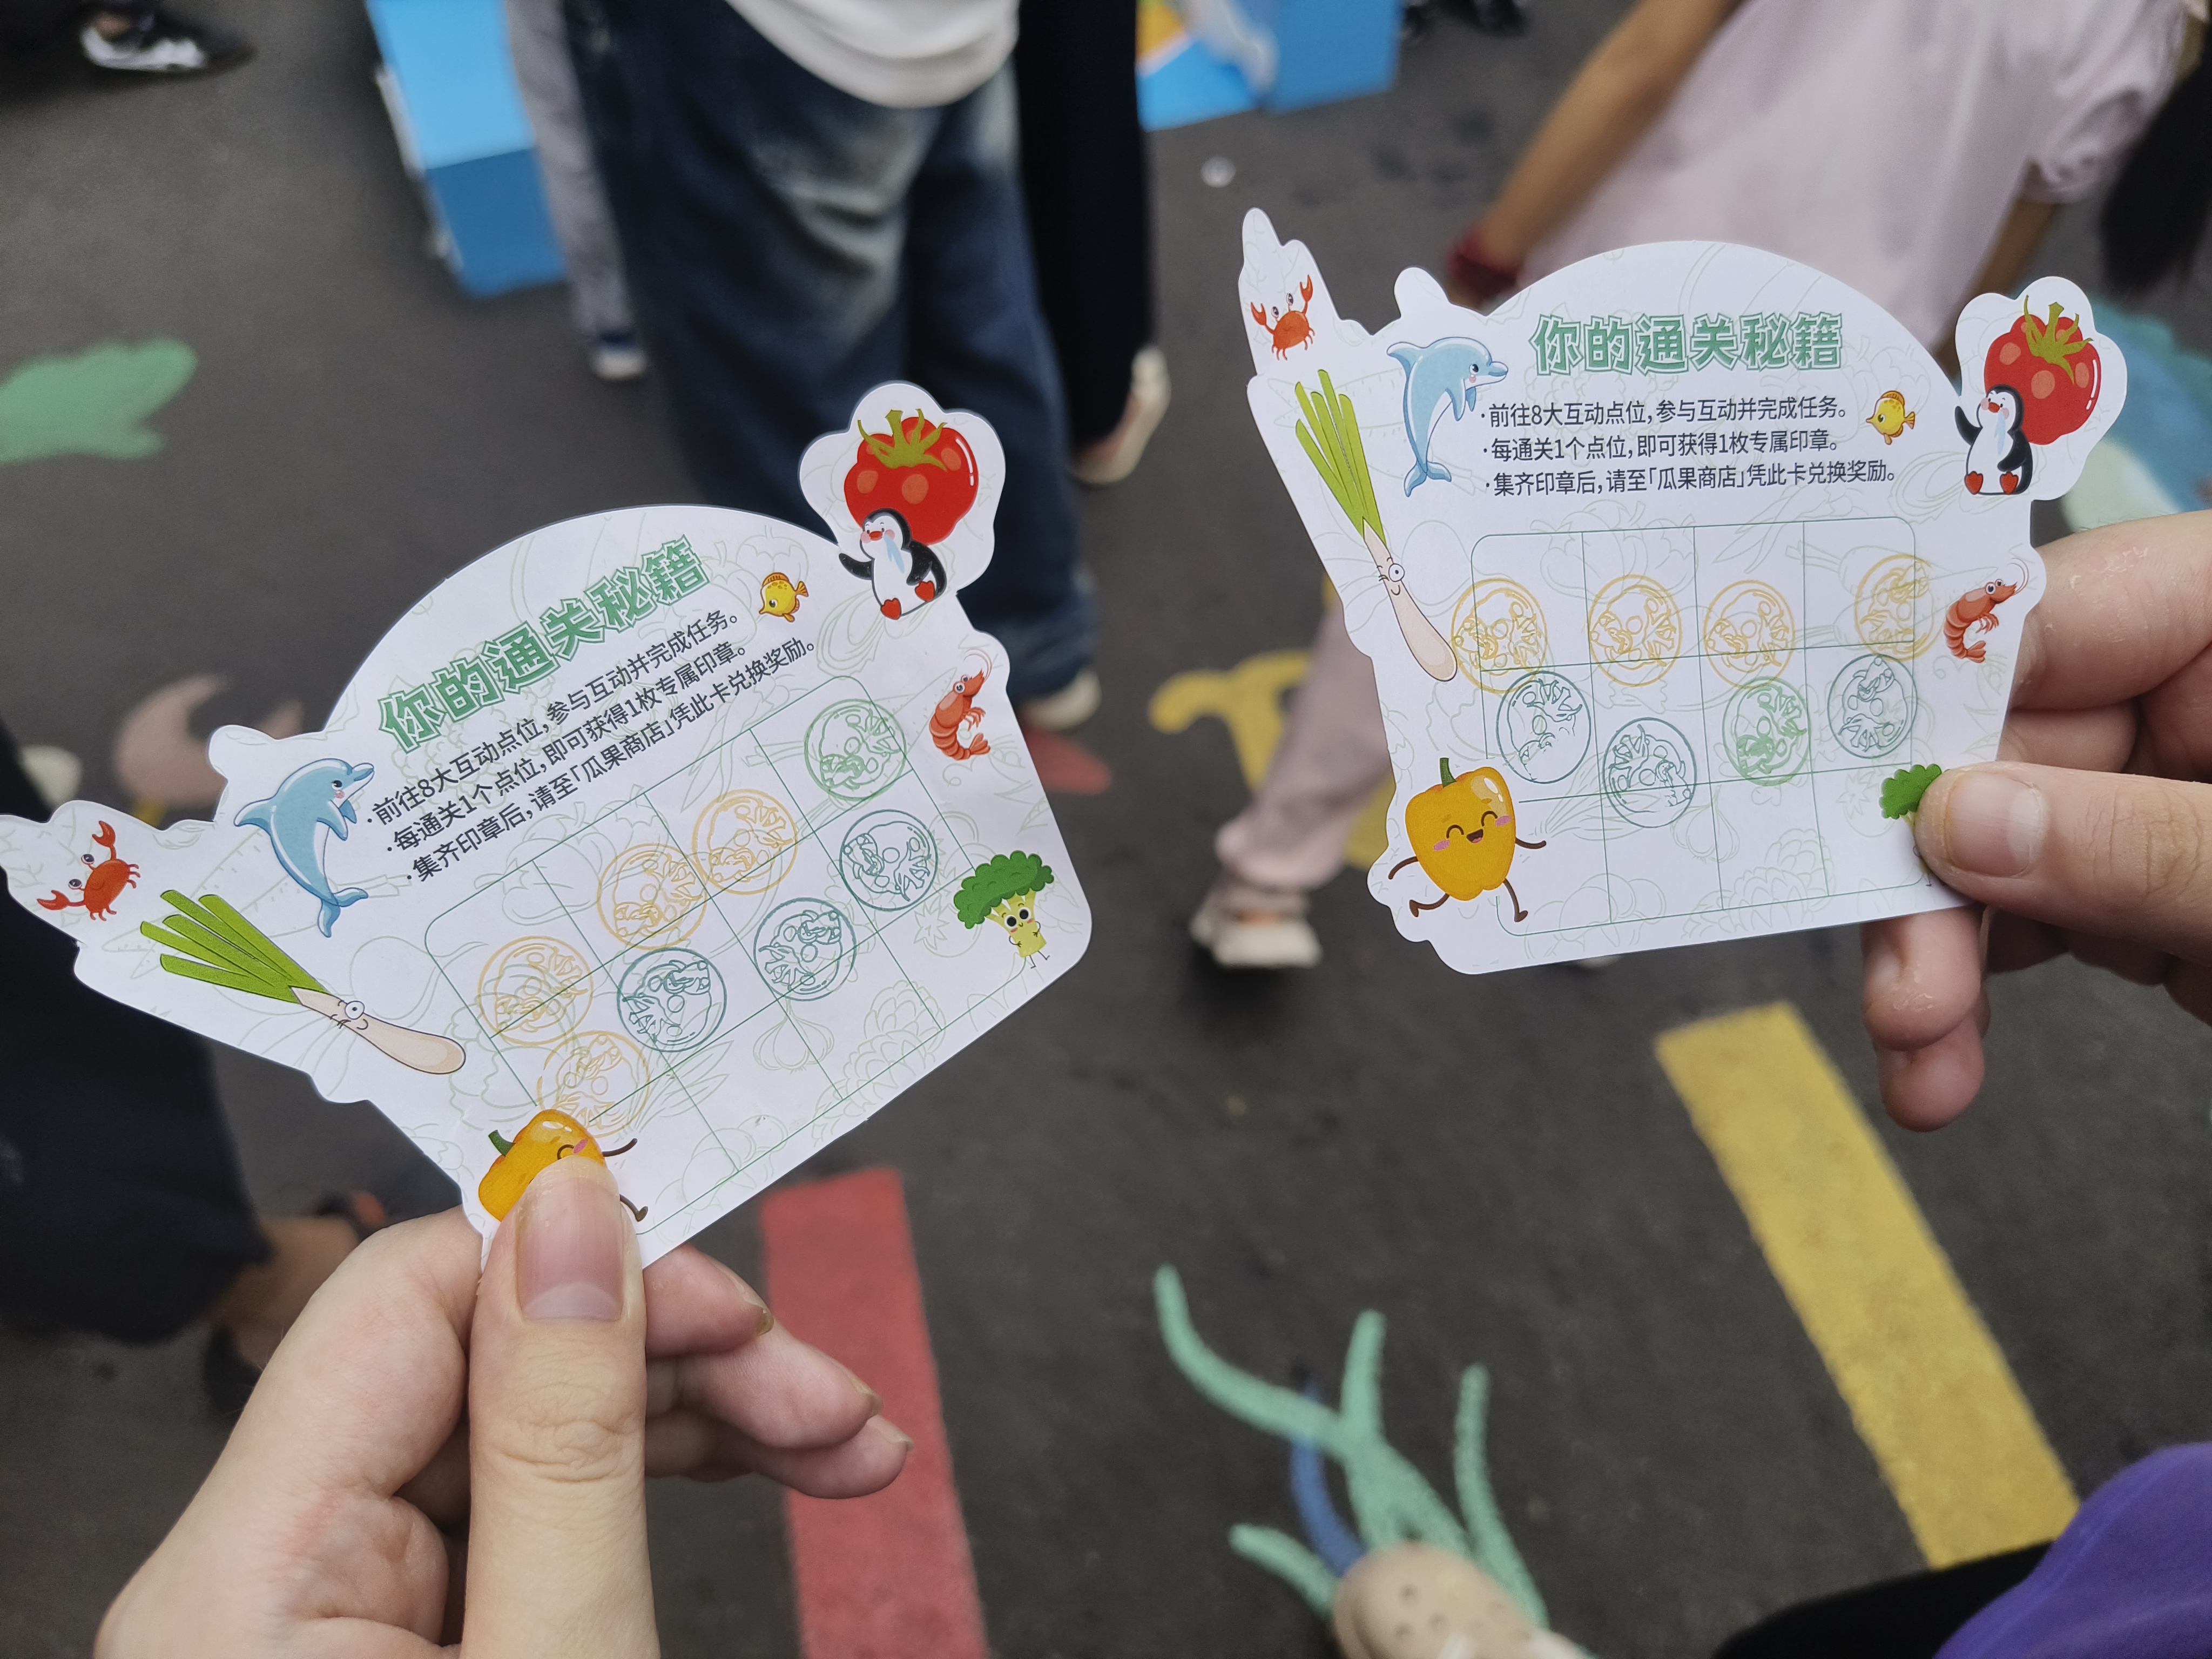 你的通关秘籍
·前往8大互动点位，参与互动并完成任务。
·每通关1个点位，即可获得1枚专属印章。
·集齐印章后，请至「瓜果商店」凭此卡兑换奖励。
你的通关秘籍
·前往8大互动点位，参与互动并完成任务。
·每通关1个点位，即可获得1枚专属印章。
·集齐印章后，请至「瓜果商店」凭此卡兑换奖励。